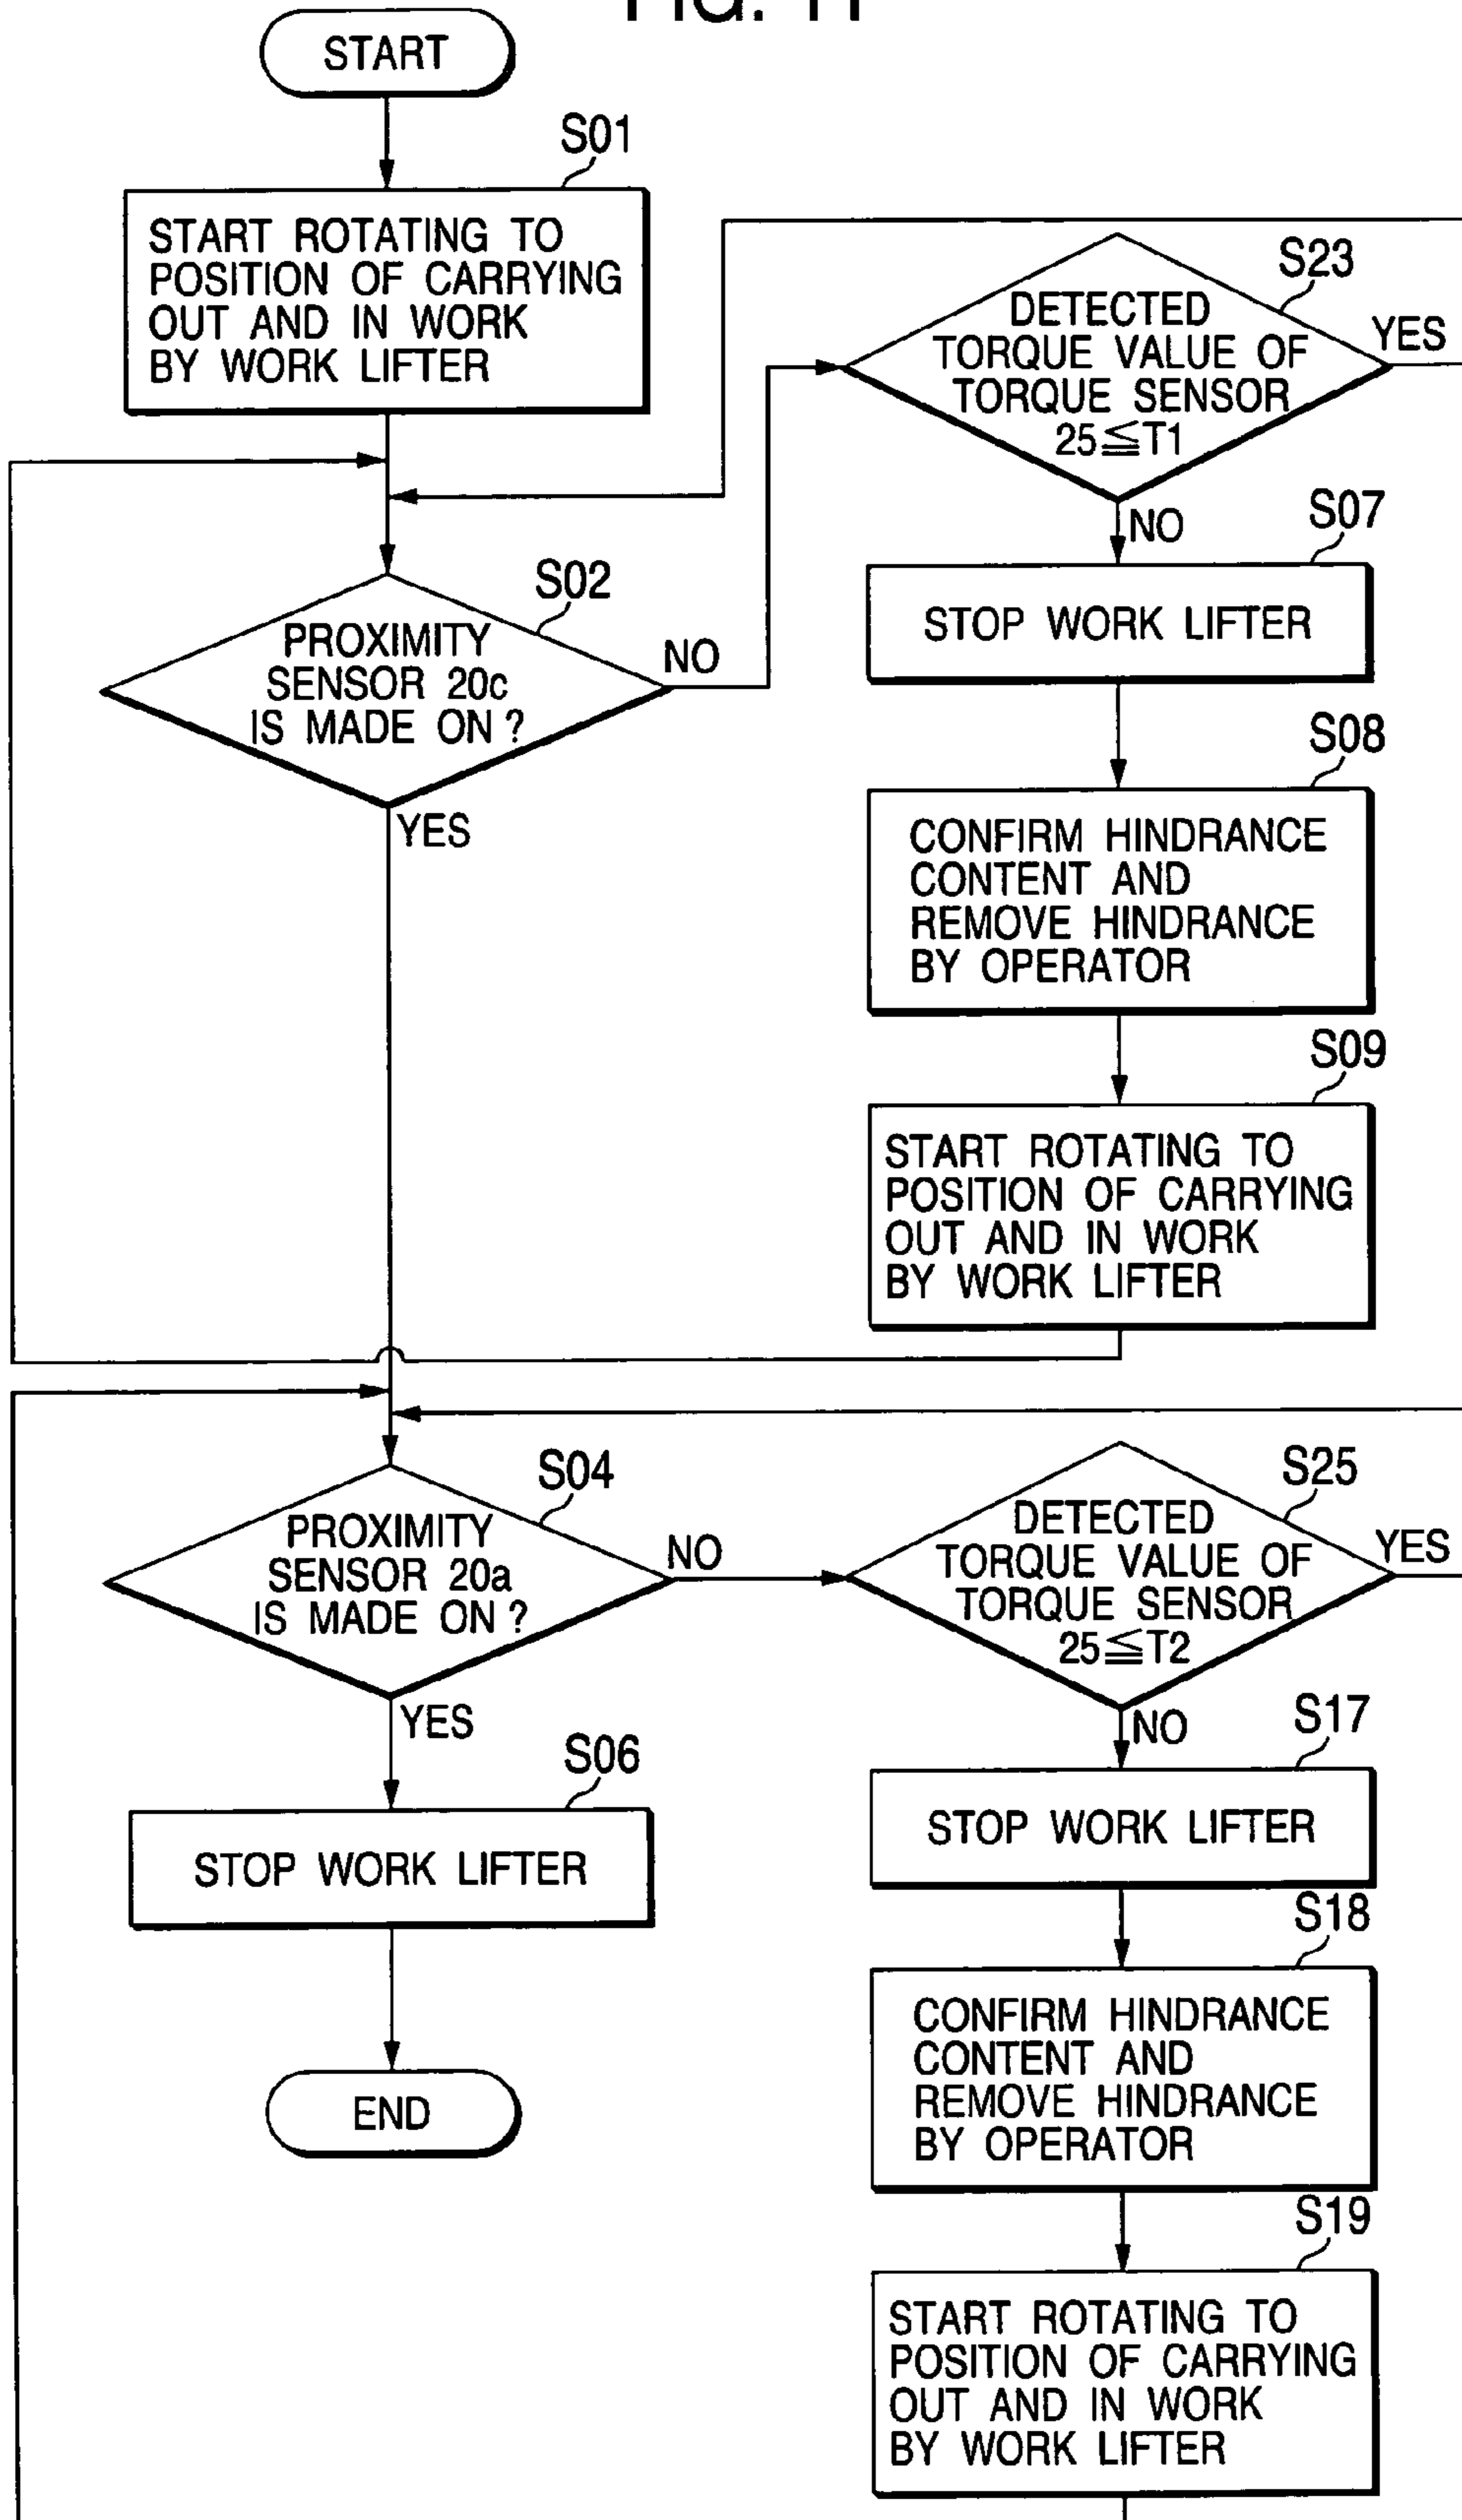 FIG. 11
START
S01
START ROTATING TO
POSITION OF CARRYING
OUT AND IN WORK
BY WORK LIFTER
S23
DETECTED
TORQUE VALUE OF
TORQUE SENSOR
25≦T1
YES
NO
S02
PROXIMITY
SENSOR 20c
IS MADE ON ?
NO
YES
S07
STOP WORK LIFTER
S08
CONFIRM HINDRANCE
CONTENT AND
REMOVE HINDRANCE
BY OPERATOR
S09
START ROTATING TO
POSITION OF CARRYING
OUT AND IN WORK
BY WORK LIFTER
S04
PROXIMITY
SENSOR 20a
IS MADE ON ?
NO
YES
S25
DETECTED
TORQUE VALUE OF
TORQUE SENSOR
25≦T2
YES
NO
S06
STOP WORK LIFTER
END
S17
STOP WORK LIFTER
S18
CONFIRM HINDRANCE
CONTENT AND
REMOVE HINDRANCE
BY OPERATOR
S19
START ROTATING TO
POSITION OF CARRYING
OUT AND IN WORK
BY WORK LIFTER